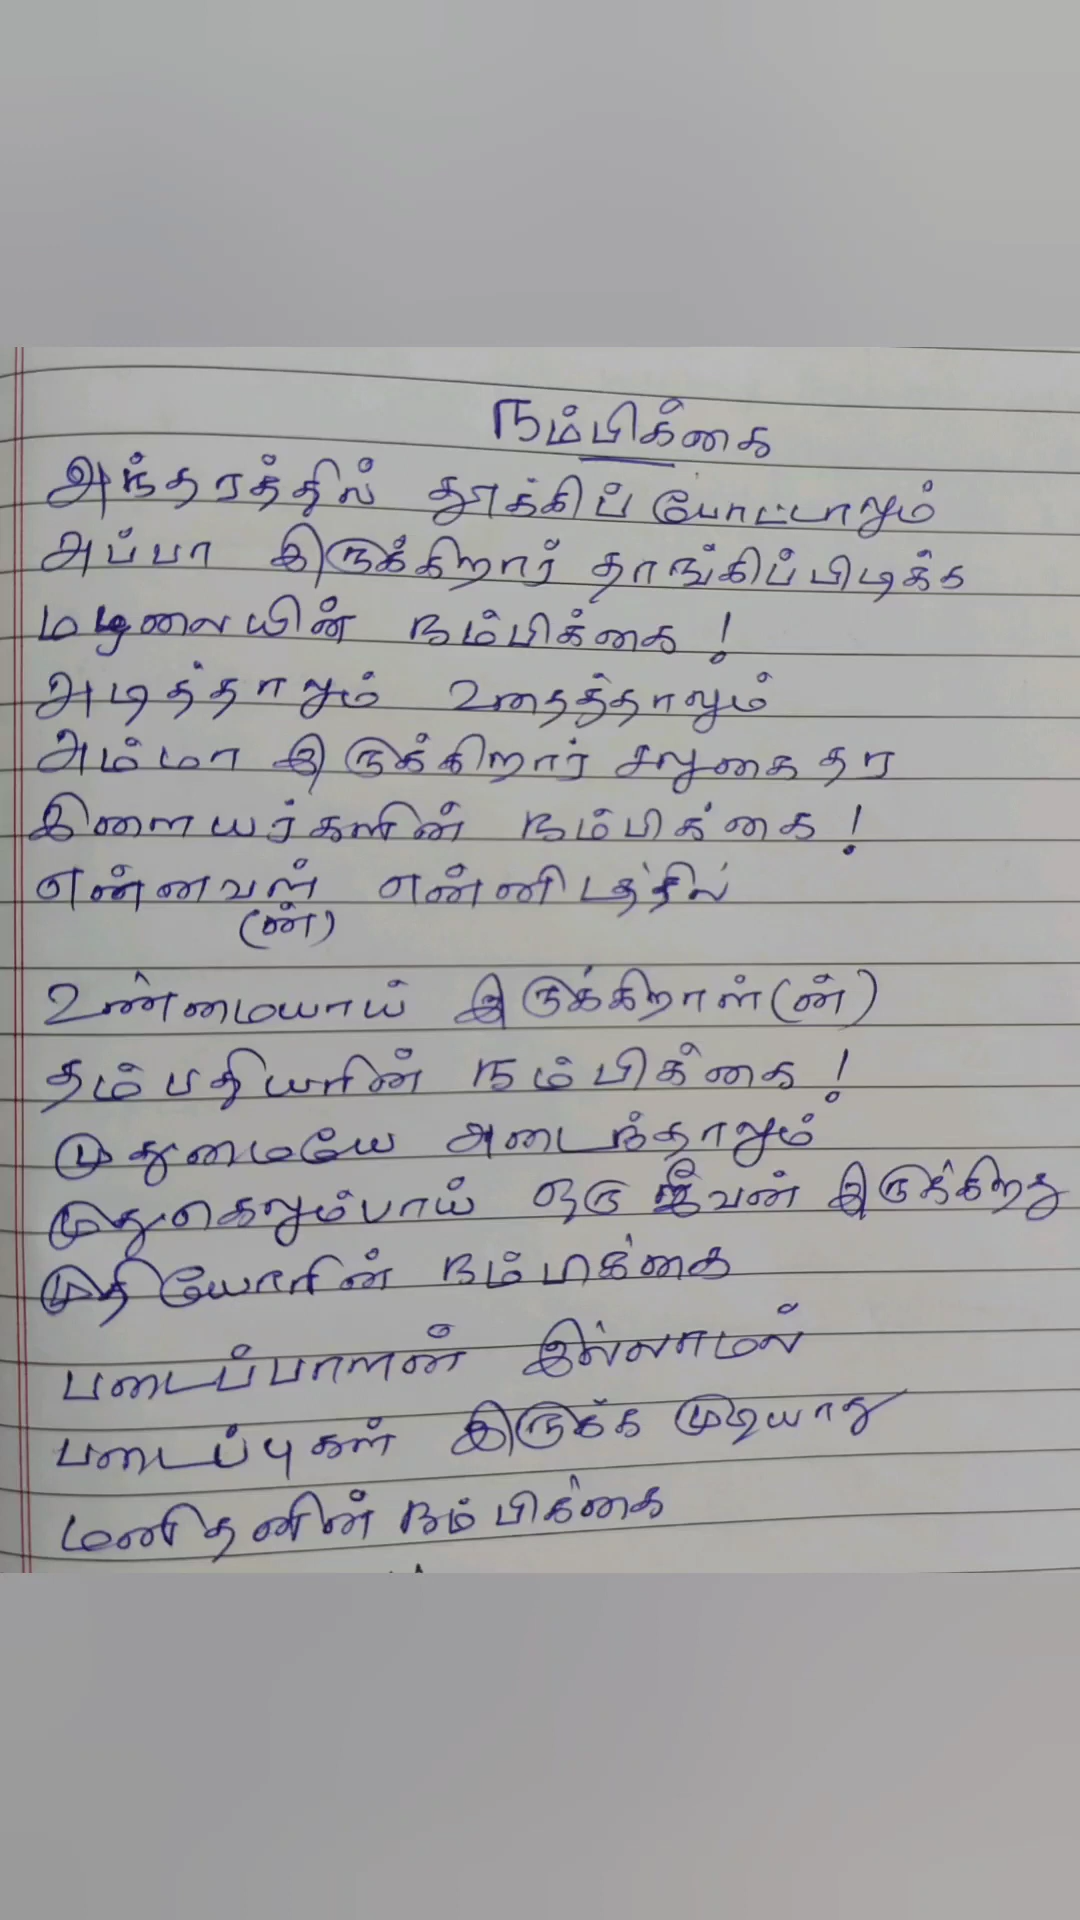 நம்பிக்கை
அந்தரத்தில் தூக்கிப் போட்டாலும்
அப்பா இருக்கிறார் தாங்கிப்பிடிக்க
மழலையின் நம்பிக்கை !
அடித்தாலும் உதைத்தாலும்
அம்மா இருக்கிறார் சலுகை தர
இளையர்களின் நம்பிக்கை !
என்னவள் என்னிடத்தில்
(ன்)
உண்மையாய் இருக்கிறாள்(ன்)
தம்பதியரின் நம்பிக்கை !
முதுமையே அடைந்தாலும்
முதுகெலும்பாய் ஒரு ஜீவன் இருக்கிறது
முதியோரின் நம்பிக்கை
படைப்பாளன் இல்லாமல்
படைப்புகள் இருக்க முடியாது
மனிதனின் நம்பிக்கை